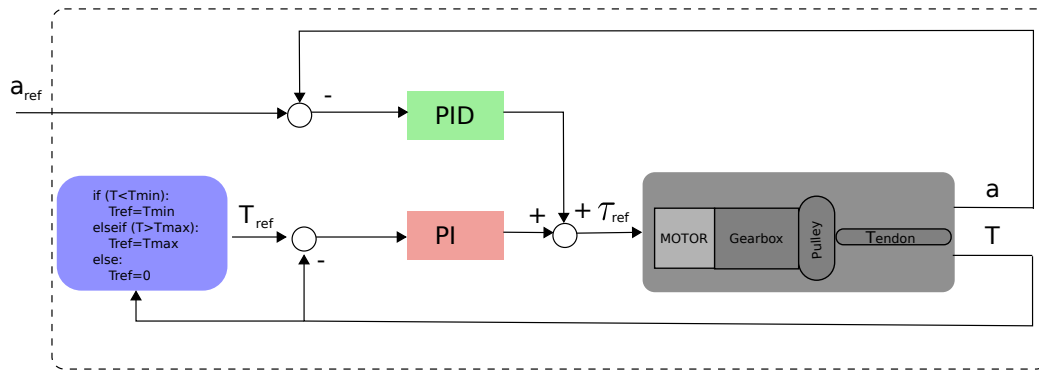 a
a_ref
-
PID
if (T<Tmin):
Tref=Tmin
elseif (T>Tmax):
Tref=Tmax
else:
Tref=0
T_ref
-
PI
+
+ τ_ref
MOTOR
Gearbox
Pulley
Tendon
T